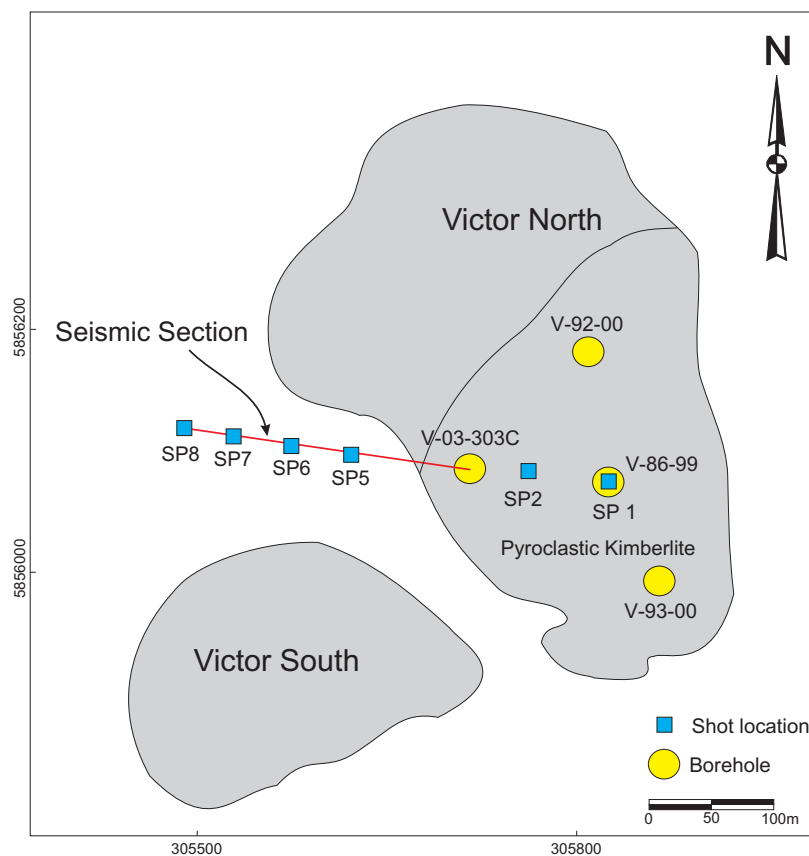 N
Victor North
5856200
V-92-00
Seismic Section
V-03-303C
SP8
SP7
SP6
SP5
V-86-99
SP2
SP 1
Pyroclastic Kimberlite
5856000
V-93-00
Victor South
Shot location
Borehole
0 50 100m
305500 305800